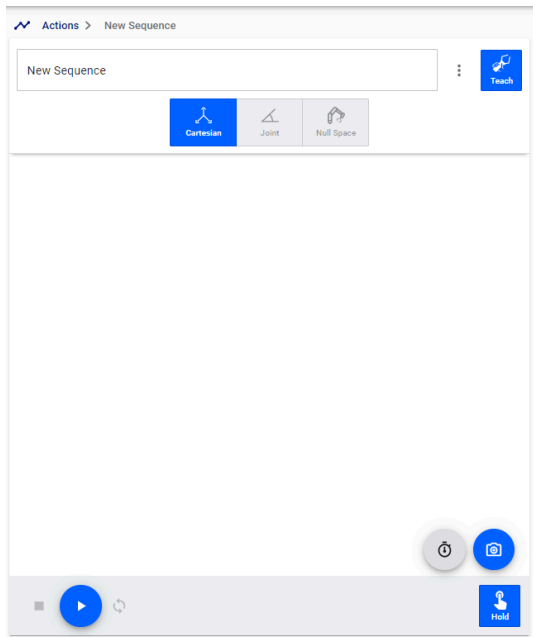 Actions > New Sequence
New Sequence
Teach
Cartesian
Joint
Null Space
Hold